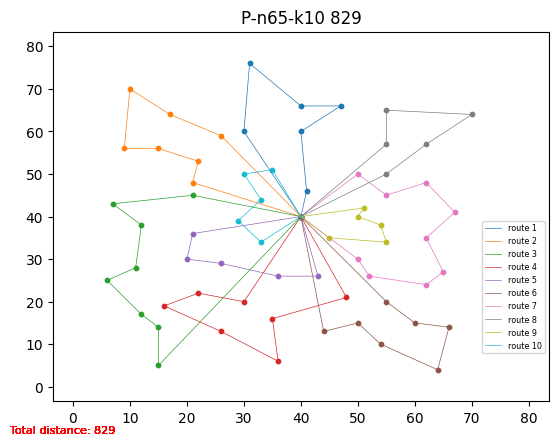 P-n65-k10 829
80
70
60
50
40
30
20
10
0
route 1
route 2
route 3
route 4
route 5
route 6
route 7
route 8
route 9
route 10
0 10 20 30 40 50 60 70 80
Total distance: 829